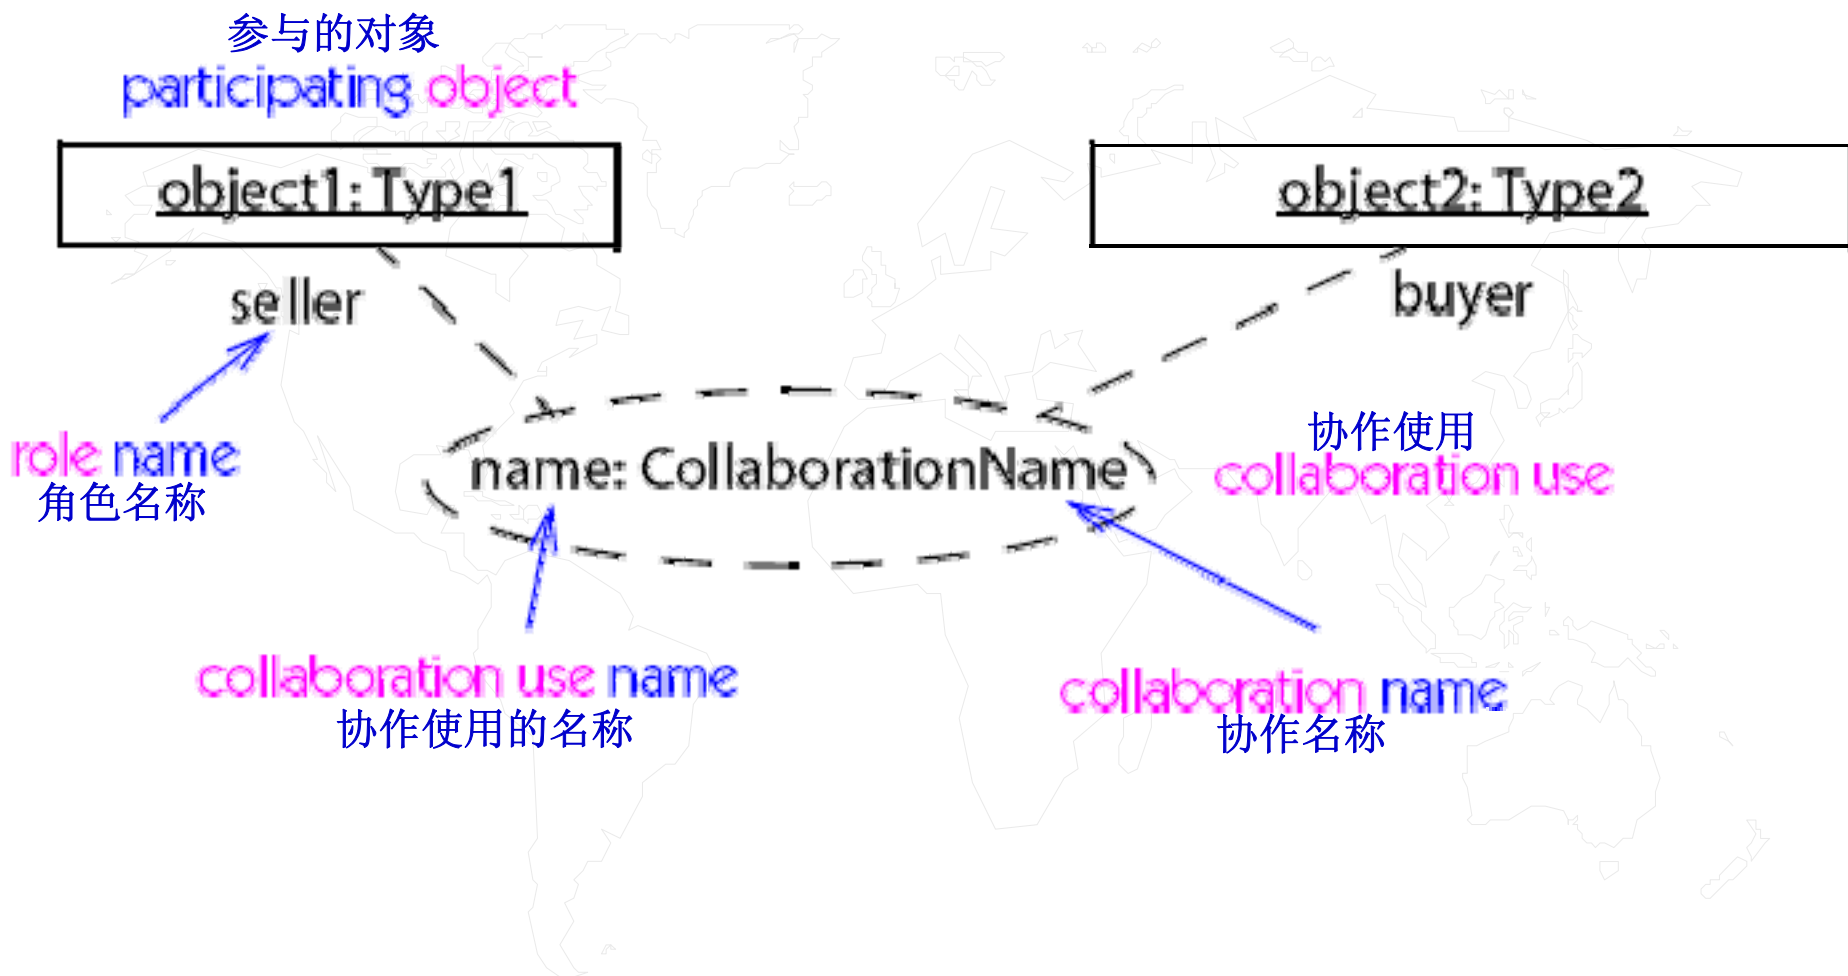 参与的对象
participating object
object1: Type1
object2: Type2
seller
buyer
role name
角色名称
name: CollaborationName
协作使用
collaboration use
collaboration use name
协作使用的名称
collaboration name
协作名称